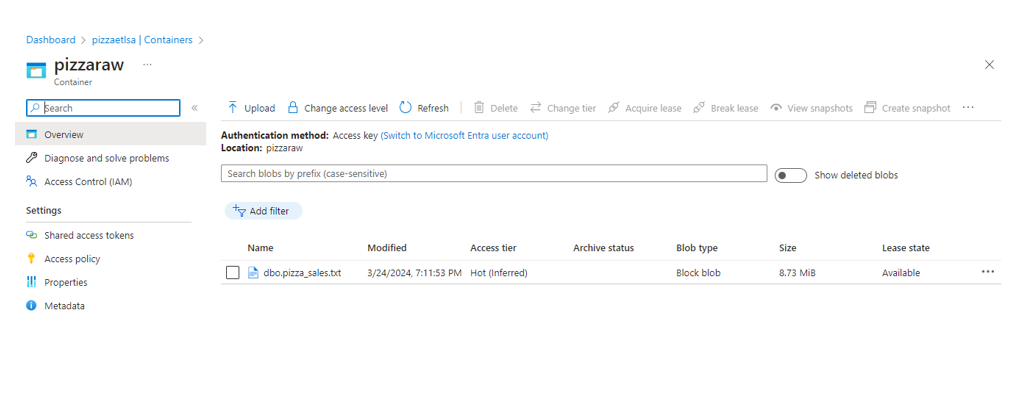 Dashboard > pizzaetlsa | Containers >
pizzaraw ...
Container
Search «
Upload Change access level Refresh Delete Change tier Acquire lease Break lease View snapshots Create snapshot ...
Overview
Diagnose and solve problems
Access Control (IAM)
Settings
Shared access tokens
Access policy
Properties
Metadata
Authentication method: Access key (Switch to Microsoft Entra user account)
Location: pizzaraw
Search blobs by prefix (case-sensitive) Show deleted blobs
Add filter
Name Modified Access tier Archive status Blob type Size Lease state
dbo.pizza_sales.txt 3/24/2024, 7:11:53 PM Hot (Inferred) Block blob 8.73 MiB Available ...